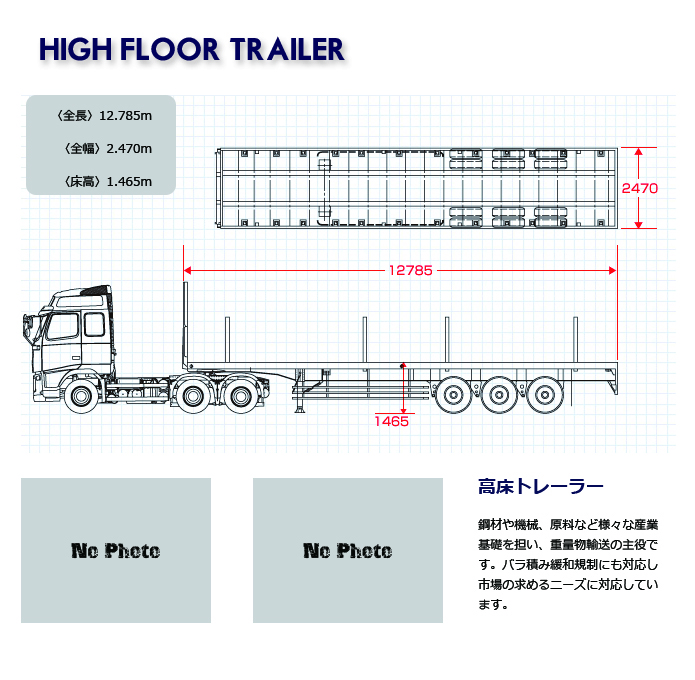 HIGH FLOOR TRAILER
〈全長〉12.785m
〈全幅〉2.470m
〈床高〉1.465m
2470
12785
1465
No Photo
No Photo
高床トレーラー
鋼材や機械、原料など様々な産業
基礎を担い、重量物輸送の主役で
す。バラ積み緩和規制にも対応し
市場の求めるニーズに対応してい
ます。